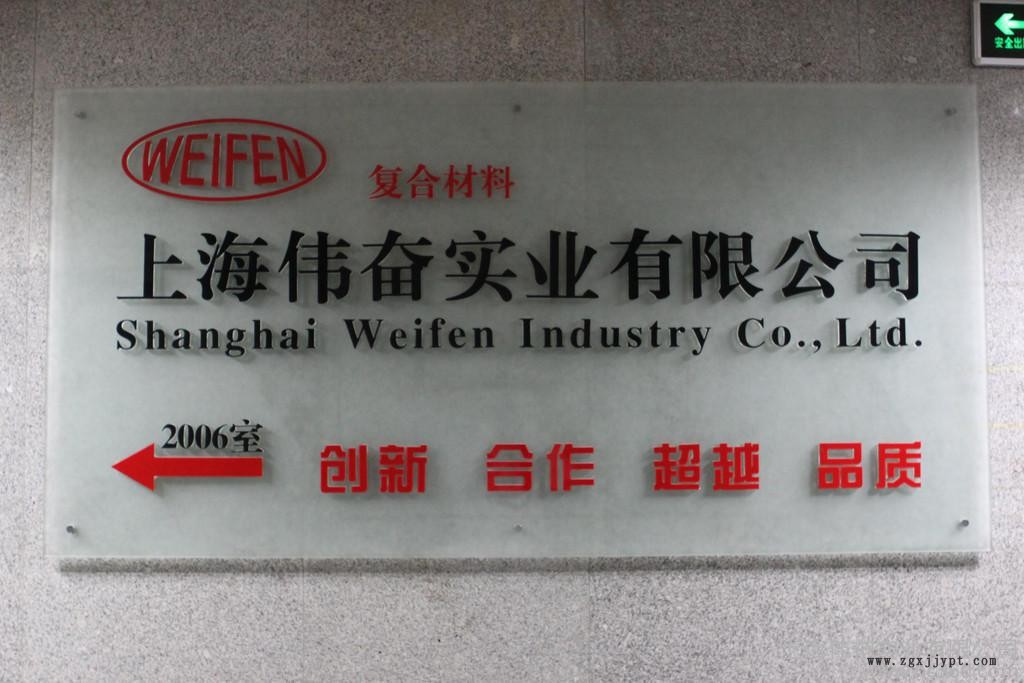 安全出
WEIFEN
复合材料
上海伟奋实业有限公司
Shanghai Weifen Industry Co., Ltd.
2006室
创新 合作 超越 品质
www.zgxjjypt.com